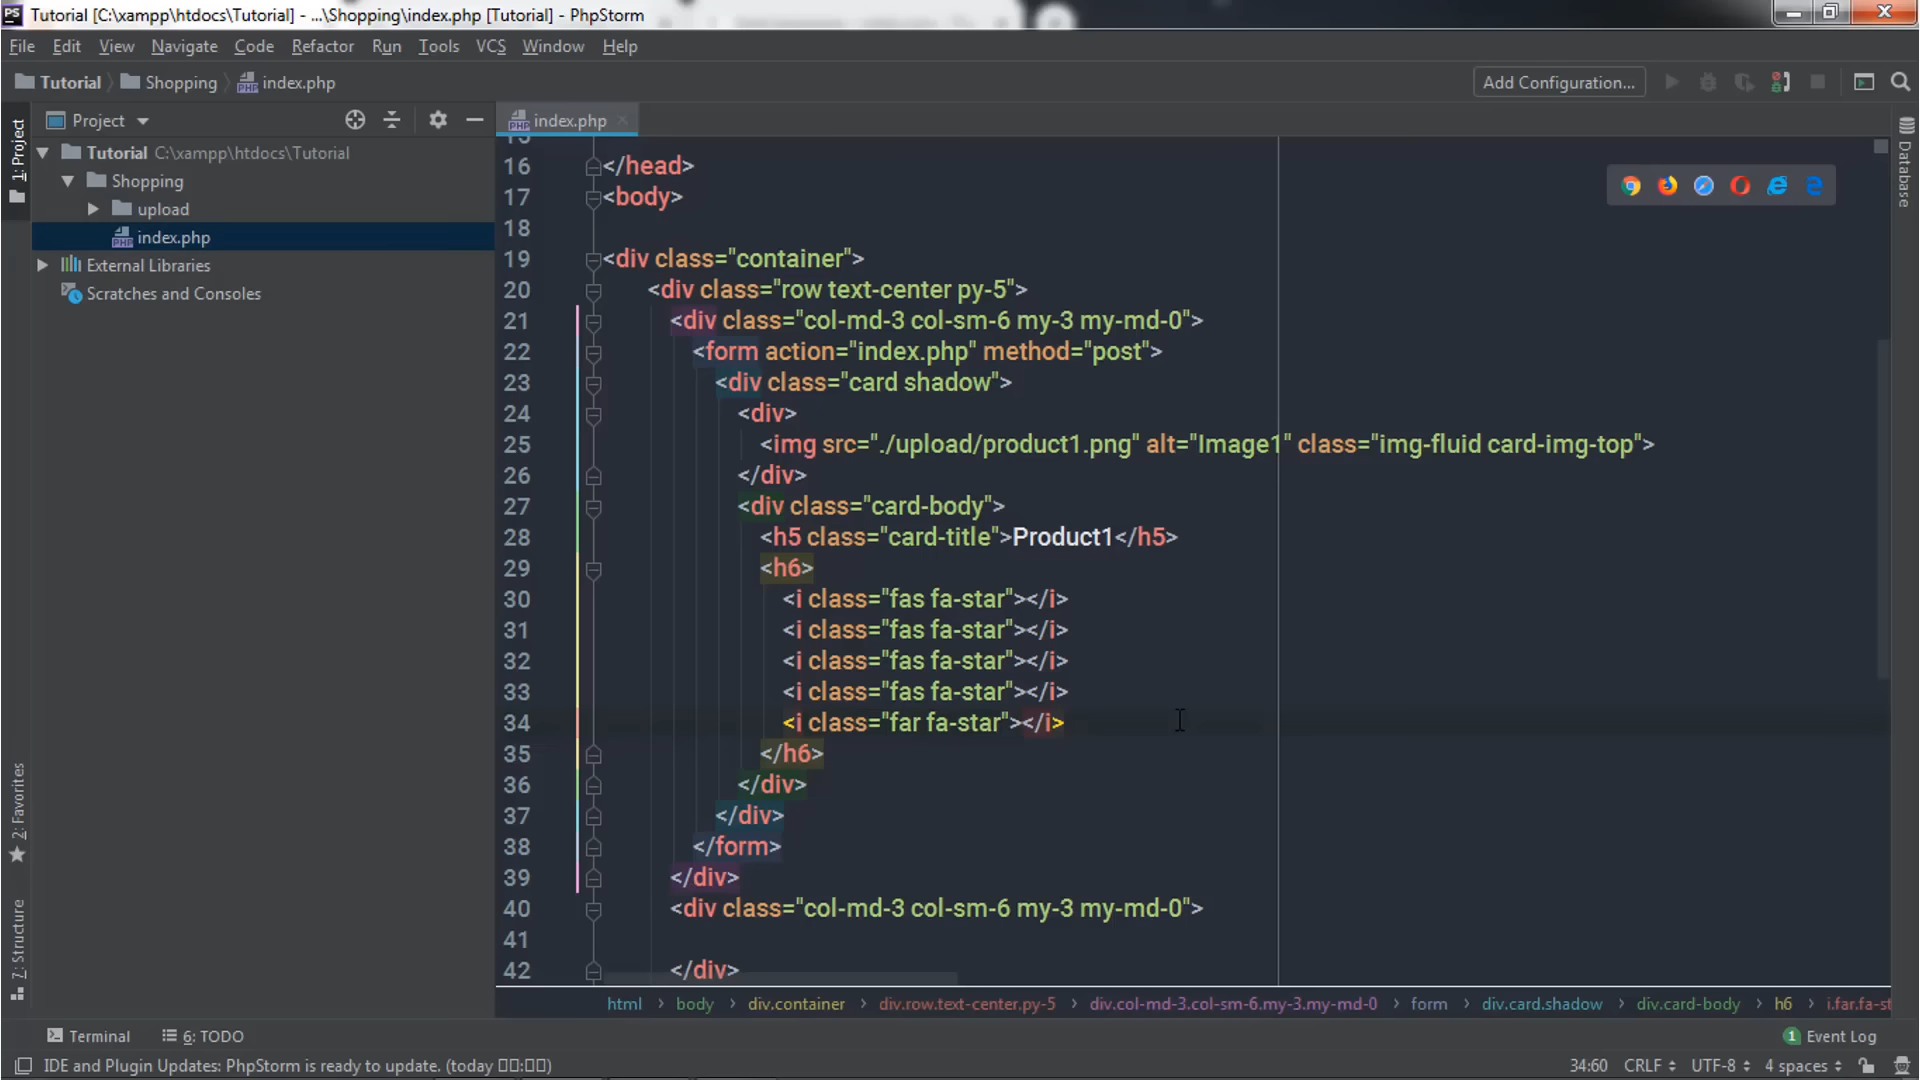 Tutorial [C:\xampp\htdocs\Tutorial] - ...\Shopping\index.php [Tutorial] - PhpStorm
File Edit View Navigate Code Refactor Run Tools VCS Window Help
Tutorial Shopping index.php Add Configuration...
1: Project
Project
index.php
Tutorial C:\xampp\htdocs\Tutorial
Shopping
upload
index.php
External Libraries
Scratches and Consoles
Database
2: Favorites
7: Structure
15
16 </head>
17 <body>
18
19 <div class="container">
20 <div class="row text-center py-5">
21 <div class="col-md-3 col-sm-6 my-3 my-md-0">
22 <form action="index.php" method="post">
23 <div class="card shadow">
24 <div>
25 <img src="./upload/product1.png" alt="Image1" class="img-fluid card-img-top">
26 </div>
27 <div class="card-body">
28 <h5 class="card-title">Product1</h5>
29 <h6>
30 <i class="fas fa-star"></i>
31 <i class="fas fa-star"></i>
32 <i class="fas fa-star"></i>
33 <i class="fas fa-star"></i>
34 <i class="far fa-star"></i>
35 </h6>
36 </div>
37 </div>
38 </form>
39 </div>
40 <div class="col-md-3 col-sm-6 my-3 my-md-0">
41
42 </div>
html body div.container div.row.text-center.py-5 div.col-md-3.col-sm-6.my-3.my-md-0 form div.card.shadow div.card-body h6 i.far.fa-st
Terminal 6: TODO 1 Event Log
IDE and Plugin Updates: PhpStorm is ready to update. (today ▯▯:▯▯) 34:60 CRLF UTF-8 4 spaces